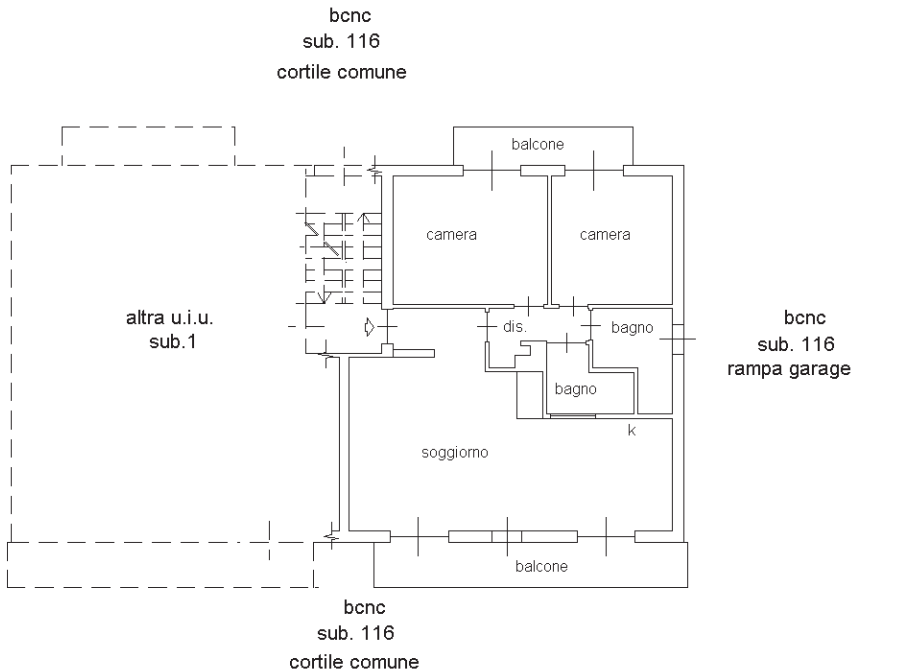 bcnc
sub. 116
cortile comune
balcone
camera
camera
altra u.i.u.
sub.1
dis.
bagno
bcnc
sub. 116
rampa garage
bagno
k
soggiorno
balcone
bcnc
sub. 116
cortile comune